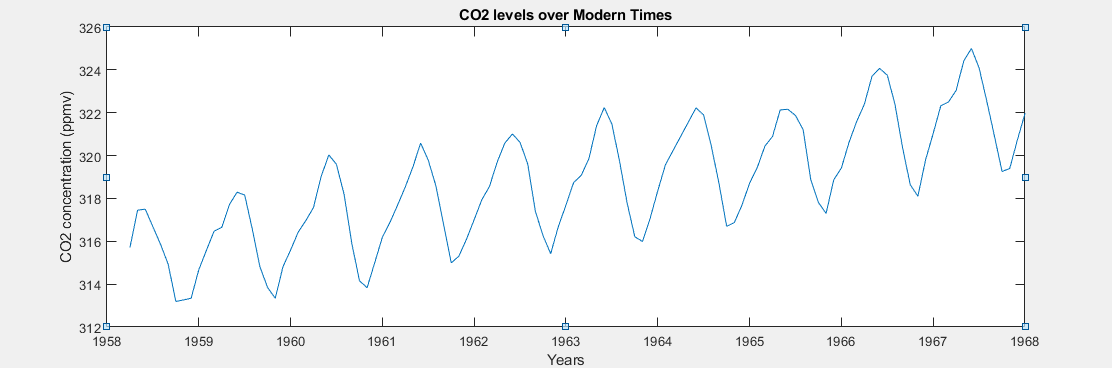 CO2 levels over Modern Times
CO2 concentration (ppmv)
326
324
322
320
318
316
314
312
1958 1959 1960 1961 1962 1963 1964 1965 1966 1967 1968
Years